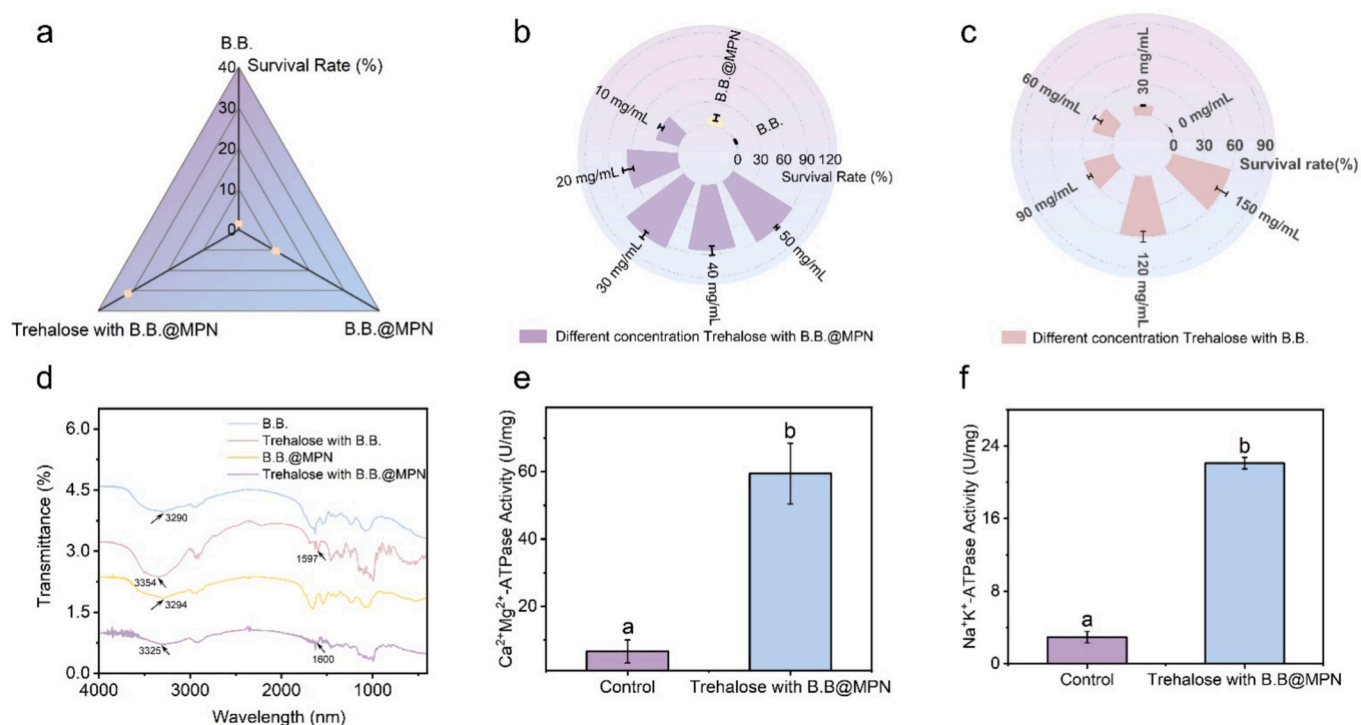 a
B.B.
Survival Rate (%)
40
30
20
10
0
Trehalose with B.B.@MPN
B.B.@MPN
b
B.B.@MPN
B.B.
10 mg/mL
20 mg/mL
30 mg/mL
40 mg/mL
50 mg/mL
0 30 60 90 120
Survival Rate (%)
Different concentration Trehalose with B.B.@MPN
c
30 mg/mL
60 mg/mL
0 mg/mL
0 30 60 90
Survival rate(%)
90 mg/mL
150 mg/mL
120 mg/mL
Different concentration Trehalose with B.B.
d
Transmittance (%)
6.0
4.5
3.0
1.5
0.0
B.B.
Trehalose with B.B.
B.B.@MPN
Trehalose with B.B.@MPN
3290
1597
3354
3294
3325
1600
4000 3000 2000 1000
Wavelength (nm)
e
Ca²⁺Mg²⁺-ATPase Activity (U/mg)
60
40
20
a
b
Control
Trehalose with B.B@MPN
f
Na⁺K⁺-ATPase Activity (U/mg)
24
16
8
0
a
b
Control
Trehalose with B.B@MPN